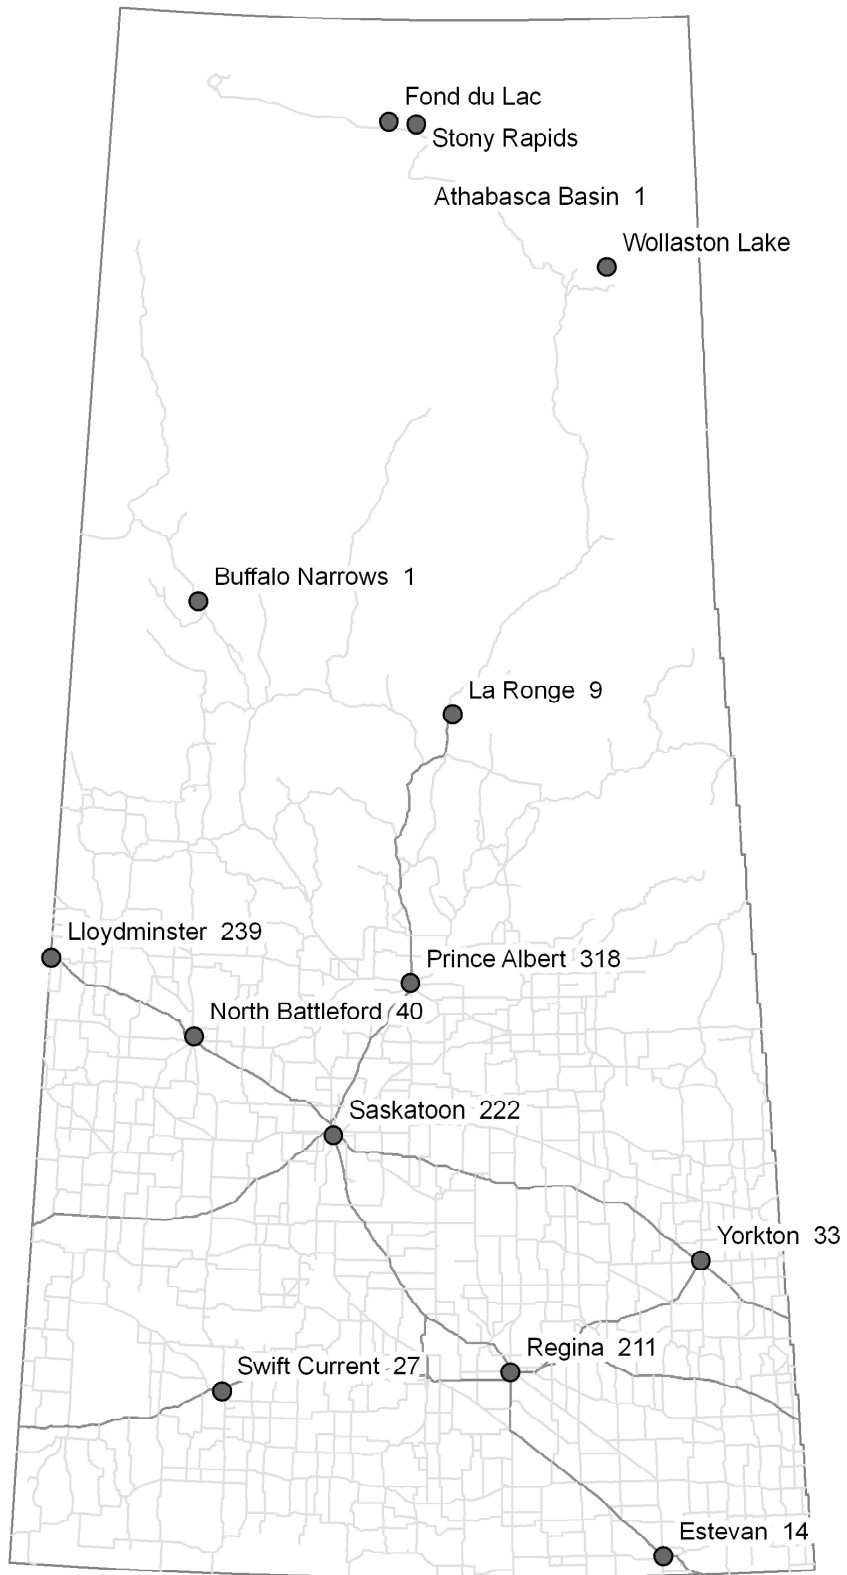 Fond du Lac
Stony Rapids
Athabasca Basin 1
Wollaston Lake
Buffalo Narrows 1
La Ronge 9
Lloydminster 239
Prince Albert 318
North Battleford 40
Saskatoon 222
Yorkton 33
Regina 211
Swift Current 27
Estevan 14